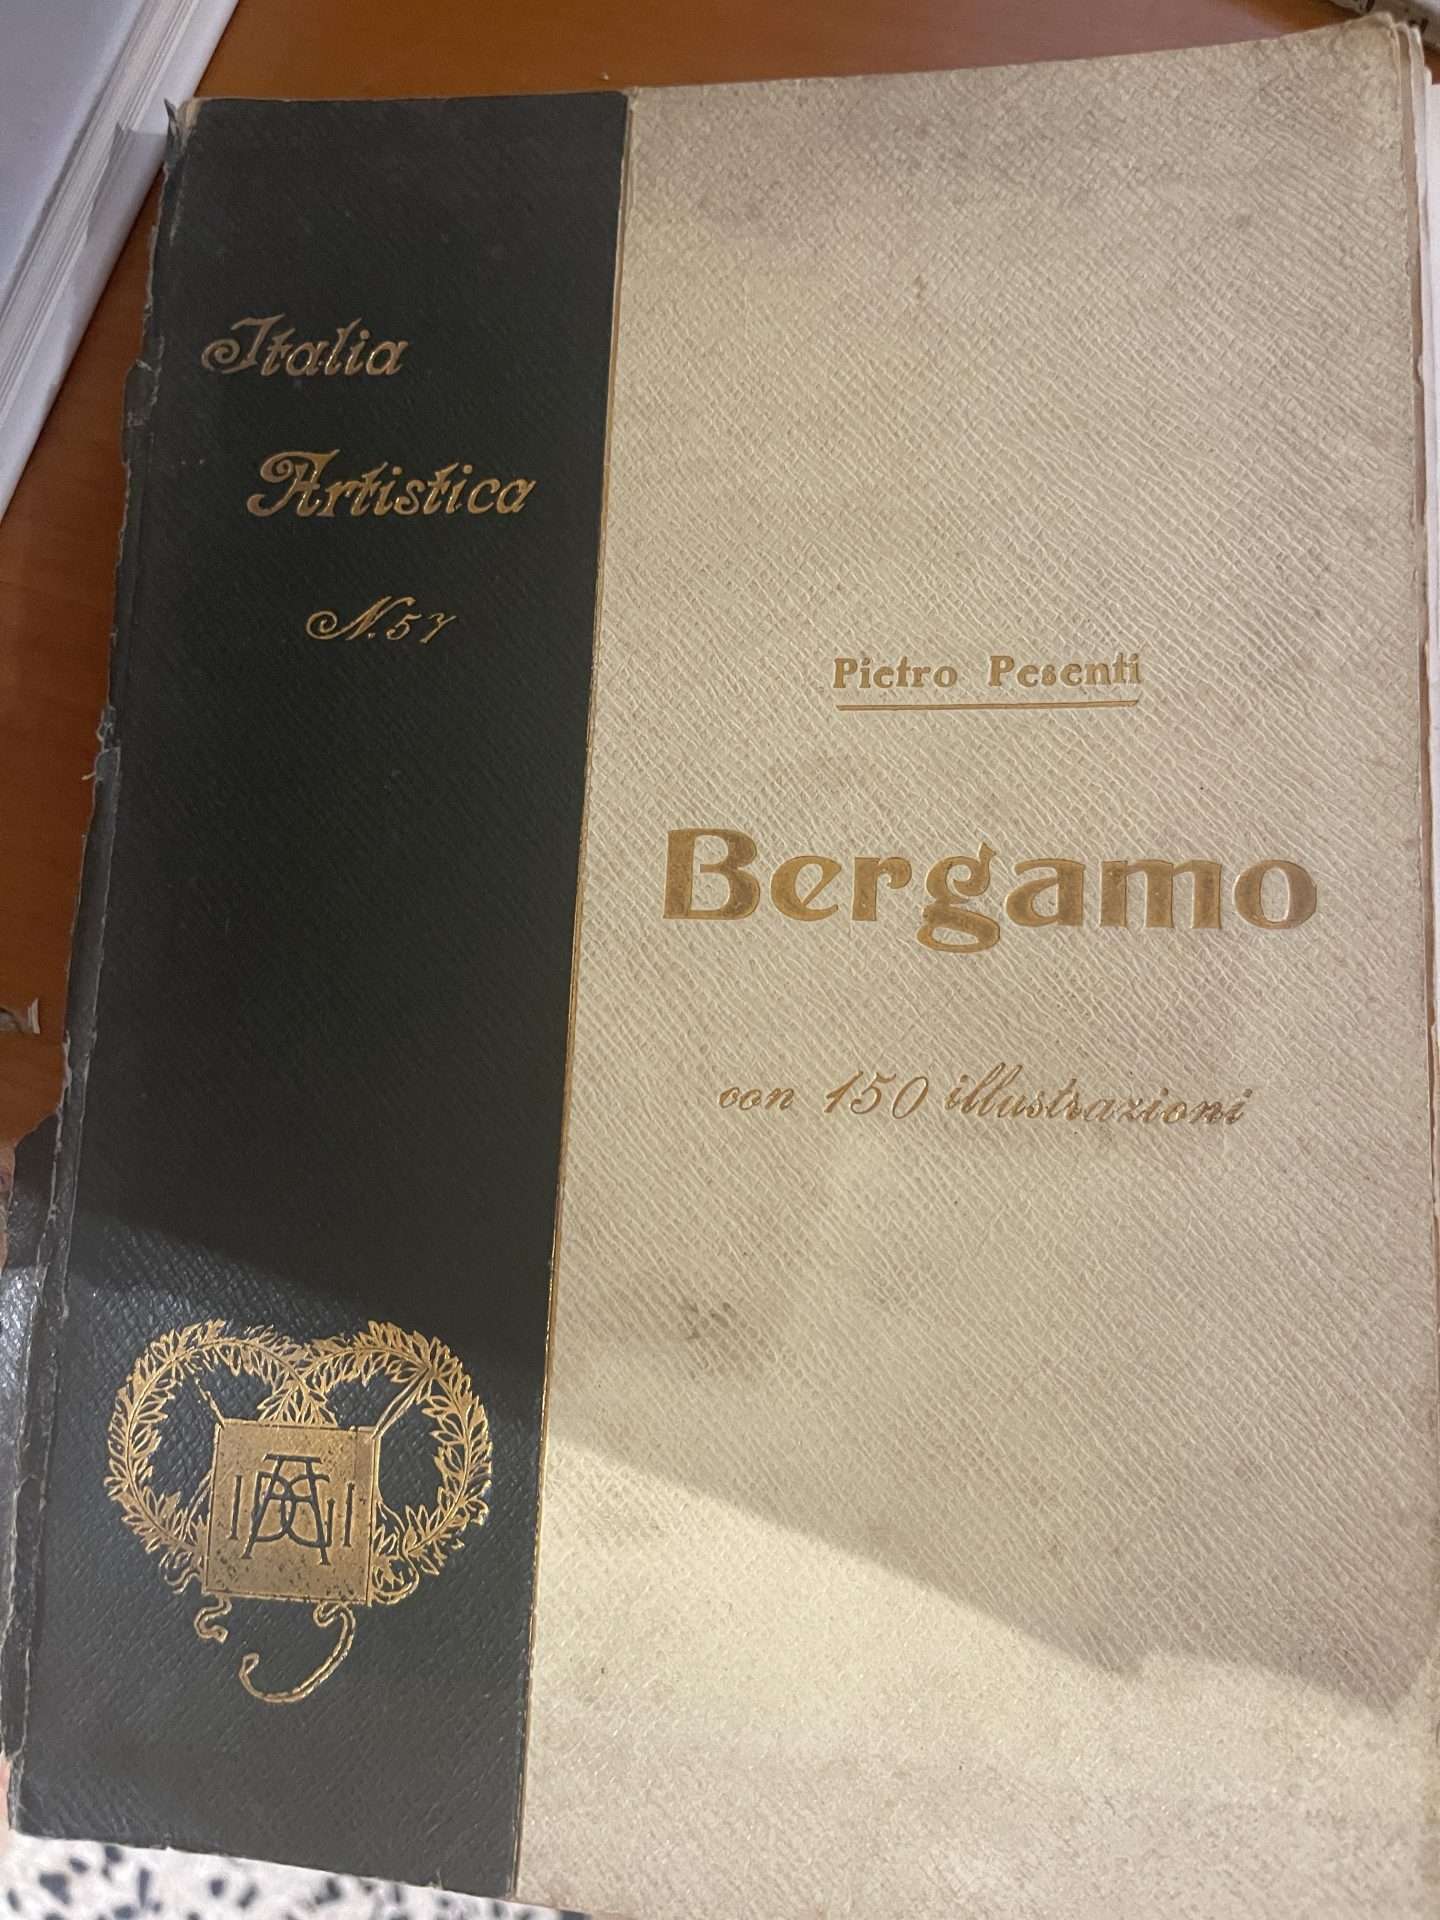 Italia
Artistica
N. 57
Pietro Pesenti
Bergamo
con 150 illustrazioni